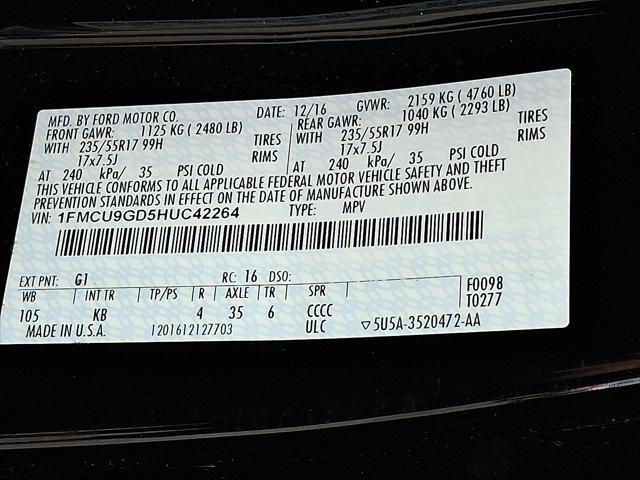 MFD. BY FORD MOTOR CO. DATE: 12/16 GVWR: 2159 KG ( 4760 LB)
FRONT GAWR: 1125 KG ( 2480 LB) REAR GAWR: 1040 KG ( 2293 LB)
WITH 235/55R17 99H TIRES WITH 235/55R17 99H TIRES
17x7.5J RIMS 17x7.5J RIMS
AT 240 kPa/ 35 PSI COLD AT 240 kPa/ 35 PSI COLD
THIS VEHICLE CONFORMS TO ALL APPLICABLE FEDERAL MOTOR VEHICLE SAFETY AND THEFT
PREVENTION STANDARDS IN EFFECT ON THE DATE OF MANUFACTURE SHOWN ABOVE.
VIN: 1FMCU9GD5HUC42264 TYPE: MPV
EXT PNT: G1 RC: 16 DSO: F0098
WB INT TR TP/PS R AXLE TR SPR T0277
105 KB 4 35 6 CCCC
MADE IN U.S.A. 1201612127703 ULC ▽5U5A-3520472-AA